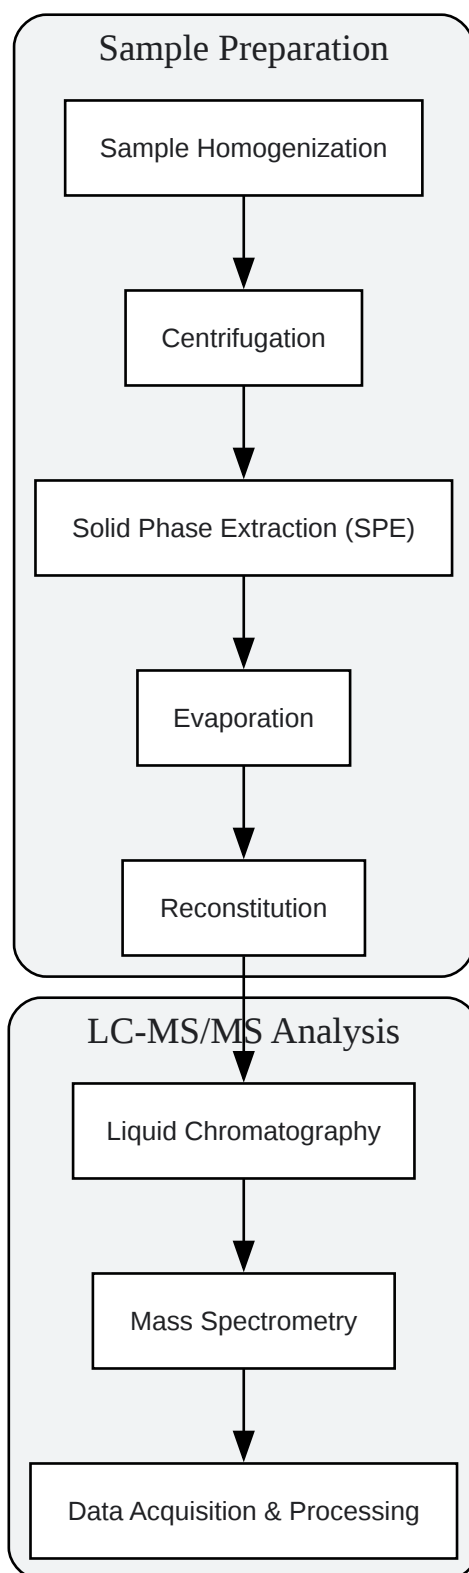 Sample Preparation
Sample Homogenization
Centrifugation
Solid Phase Extraction (SPE)
Evaporation
Reconstitution
LC-MS/MS Analysis
Liquid Chromatography
Mass Spectrometry
Data Acquisition & Processing